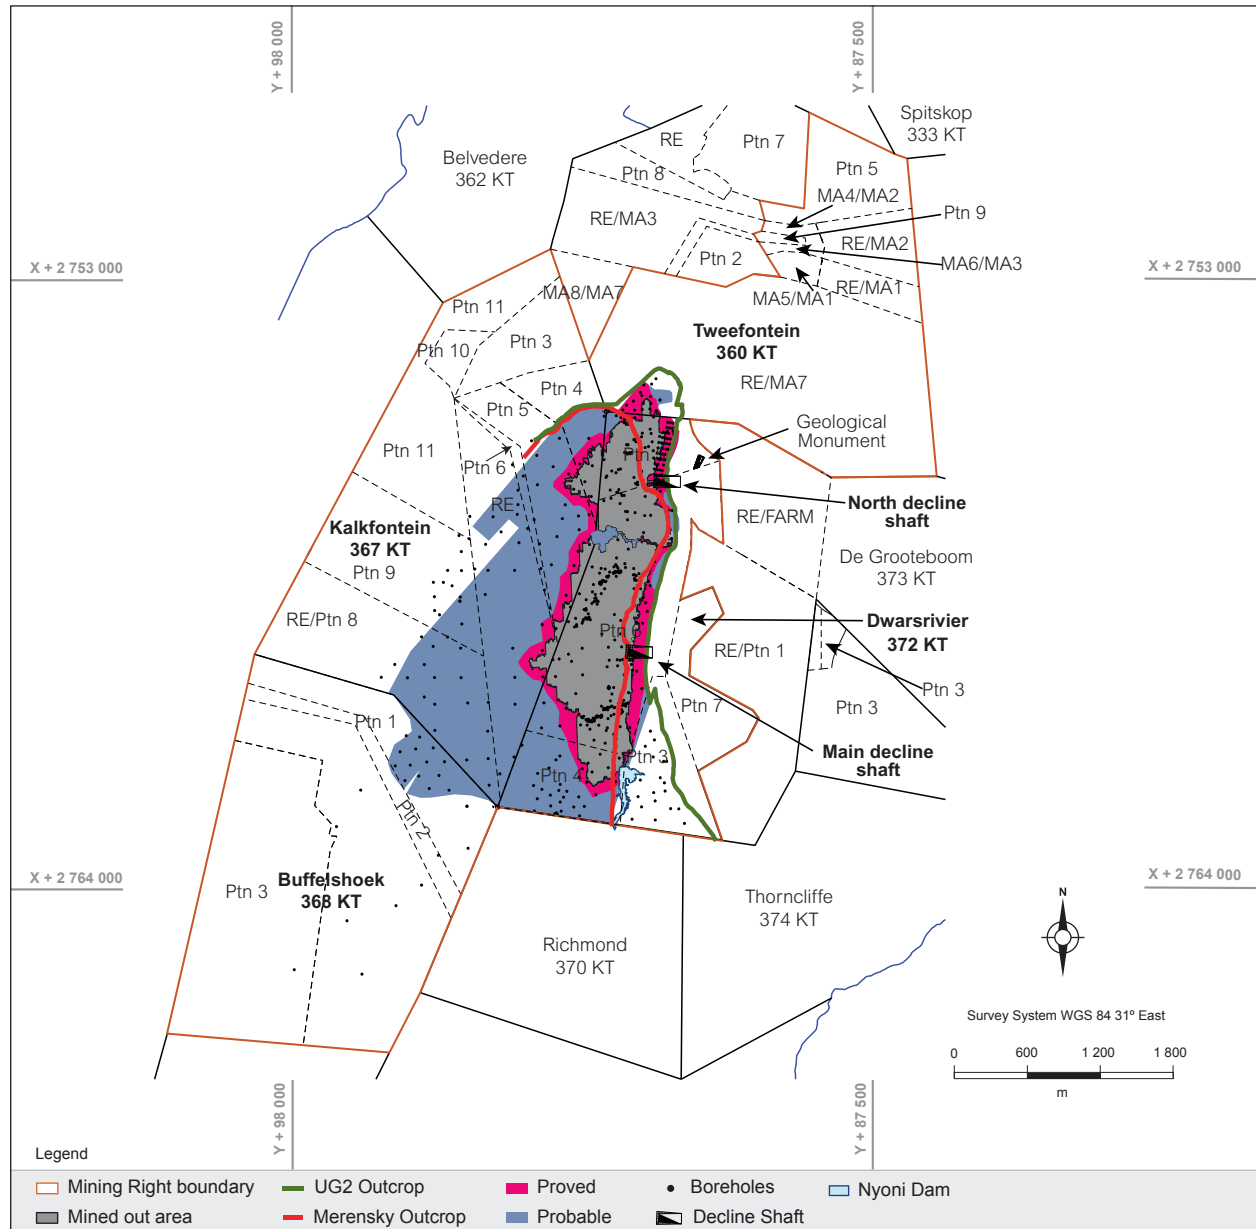 Y + 98 000
Y + 87 500
Spitskop
333 KT
RE
Ptn 7
Belvedere
362 KT
Ptn 8
Ptn 5
MA4/MA2
RE/MA3
Ptn 9
RE/MA2
Ptn 2
MA6/MA3
X + 2 753 000
X + 2 753 000
MA8/MA7
MA5/MA1
RE/MA1
Ptn 11
Tweefontein
360 KT
Ptn 10
Ptn 3
RE/MA7
Ptn 4
Ptn 5
Geological
Monument
Ptn 11
Ptn
Ptn 6
RE
North decline
shaft
RE/FARM
Kalkfontein
367 KT
De Grooteboom
373 KT
Ptn 9
RE/Ptn 8
Dwarsrivier
372 KT
Ptn 6
RE/Ptn 1
Ptn 3
Ptn 7
Ptn 3
Ptn 1
Main decline
shaft
Ptn 3
Ptn 4
Ptn 2
X + 2 764 000
X + 2 764 000
Buffelshoek
368 KT
Ptn 3
Thorncliffe
374 KT
N
Richmond
370 KT
Survey System WGS 84 31º East
0 600 1 200 1 800
m
Y + 98 000
Y + 87 500
Legend
Mining Right boundary
UG2 Outcrop
Proved
Boreholes
Nyoni Dam
Mined out area
Merensky Outcrop
Probable
Decline Shaft